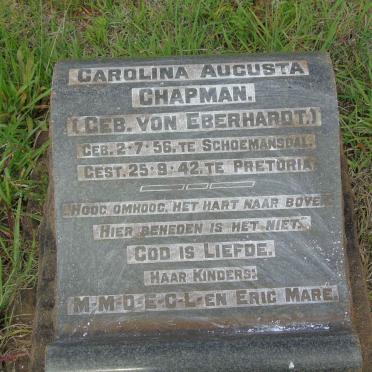 CAROLINA AUGUSTA
CHAPMAN.
(GEB. VON EBERHARDT.)
GEB. 2·7·56, TE SCHOEMANSDAL.
GEST. 25·9·42, TE PRETORIA.
HOOG OMHOOG, HET HART NAAR BOVEN
HIER BENEDEN IS HET NIET.
GOD IS LIEFDE.
HAAR KINDERS:
M-M-D-E-C-L- EN ERIC MARÉ.